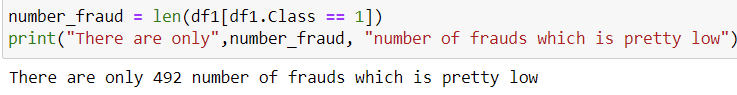 number_fraud = len(df1[df1.Class == 1])
print("There are only",number_fraud, "number of frauds which is pretty low")
There are only 492 number of frauds which is pretty low